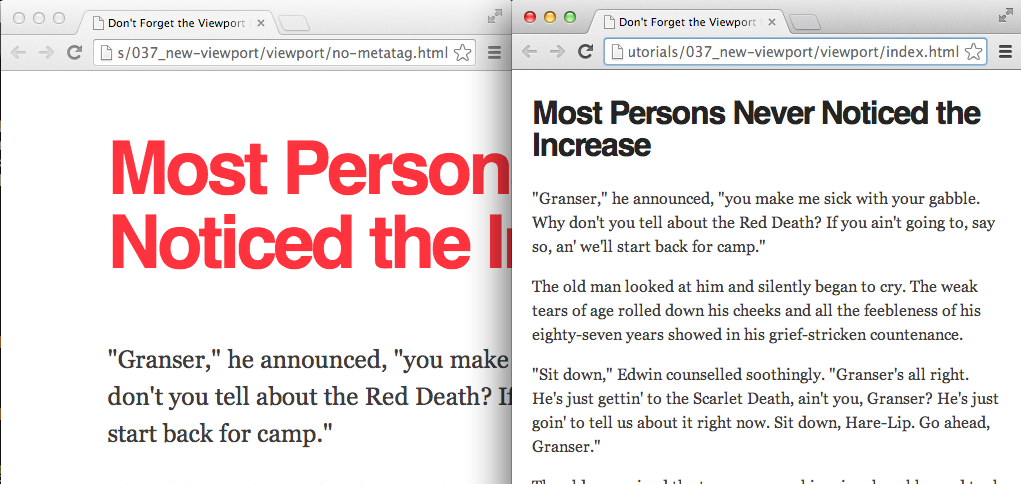 Don't Forget the Viewport
s/037_new-viewport/viewport/no-metatag.html
Most Person
Noticed the I
"Granser," he announced, "you make
don't you tell about the Red Death? If
start back for camp."
Don't Forget the Viewport
utorials/037_new-viewport/viewport/index.html
Most Persons Never Noticed the
Increase
"Granser," he announced, "you make me sick with your gabble.
Why don't you tell about the Red Death? If you ain't going to, say
so, an' we'll start back for camp."
The old man looked at him and silently began to cry. The weak
tears of age rolled down his cheeks and all the feebleness of his
eighty-seven years showed in his grief-stricken countenance.
"Sit down," Edwin counselled soothingly. "Granser's all right.
He's just gettin' to the Scarlet Death, ain't you, Granser? He's just
goin' to tell us about it right now. Sit down, Hare-Lip. Go ahead,
Granser."